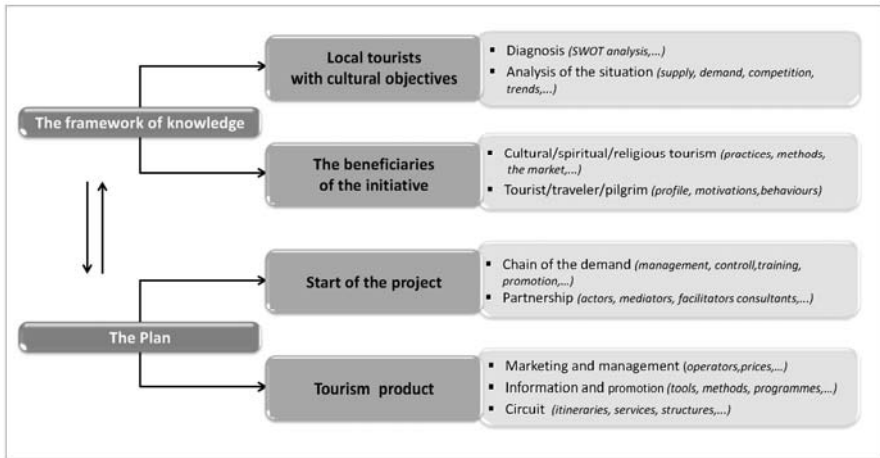 Local tourists
with cultural objectives
▪ Diagnosis (SWOT analysis,...)
▪ Analysis of the situation (supply, demand, competition,
trends,...)
The framework of knowledge
The beneficiaries
of the initiative
▪ Cultural/spiritual/religious tourism (practices, methods,
the market,...)
▪ Tourist/traveler/pilgrim (profile, motivations,behaviours)
Start of the project
▪ Chain of the demand (management, controll,training,
promotion,...)
▪ Partnership (actors, mediators, facilitators consultants,...)
The Plan
Tourism product
▪ Marketing and management (operators,prices,...)
▪ Information and promotion (tools, methods, programmes,...)
▪ Circuit (itineraries, services, structures,...)